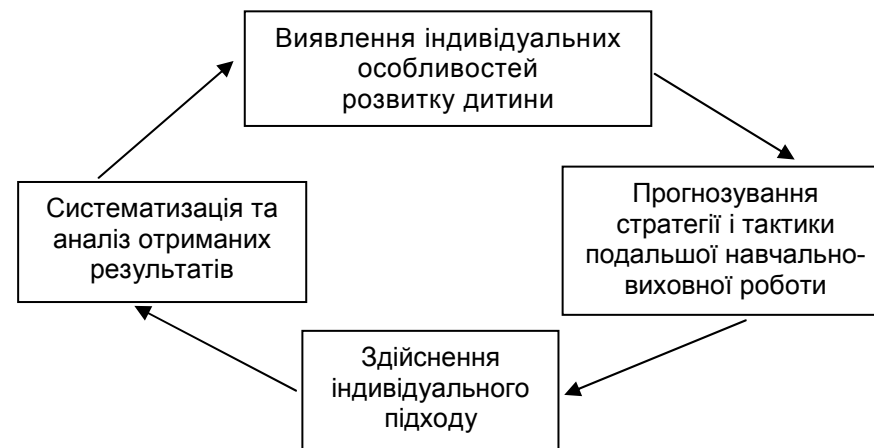 Виявлення індивідуальних
особливостей
розвитку дитини
Прогнозування
стратегії і тактики
подальшої навчально-
виховної роботи
Здійснення
індивідуального
підходу
Систематизація та
аналіз отриманих
результатів